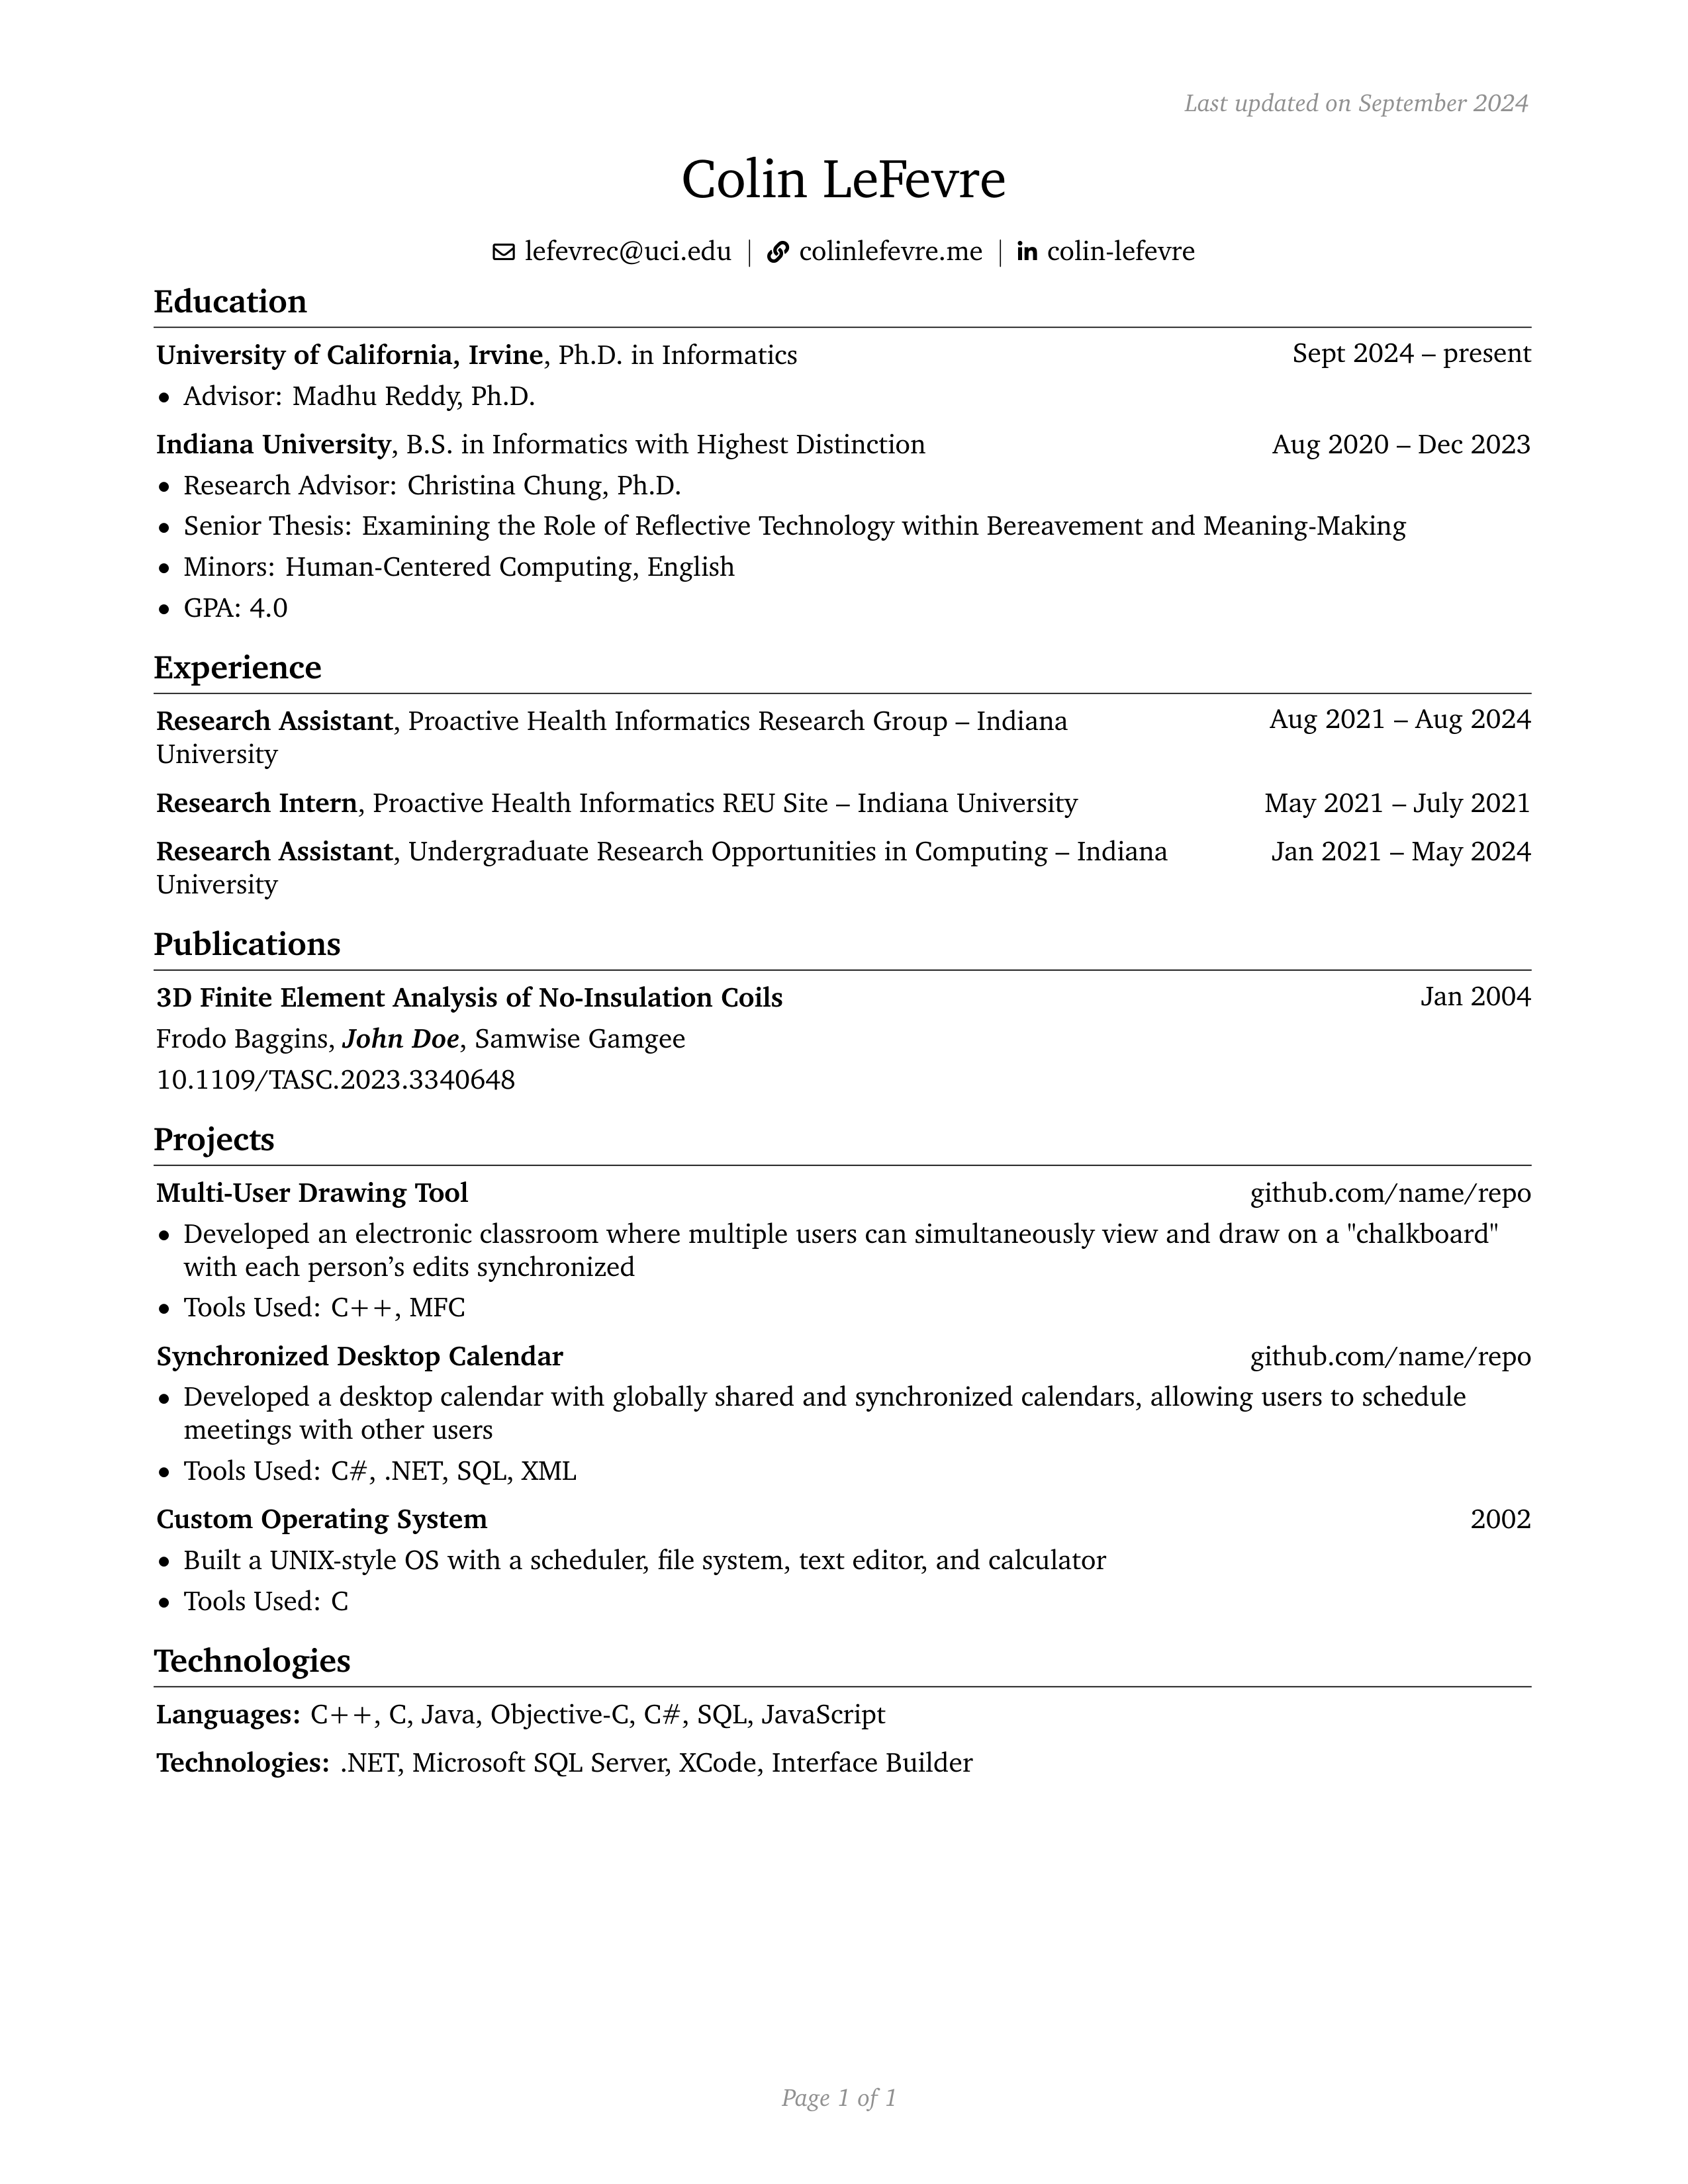 Last updated on September 2024
Colin LeFevre
lefevrec@uci.edu | colinlefevre.me | in colin-lefevre
Education
University of California, Irvine, Ph.D. in Informatics Sept 2024 – present
• Advisor: Madhu Reddy, Ph.D.
Indiana University, B.S. in Informatics with Highest Distinction Aug 2020 – Dec 2023
• Research Advisor: Christina Chung, Ph.D.
• Senior Thesis: Examining the Role of Reflective Technology within Bereavement and Meaning-Making
• Minors: Human-Centered Computing, English
• GPA: 4.0
Experience
Research Assistant, Proactive Health Informatics Research Group – Indiana Aug 2021 – Aug 2024
University
Research Intern, Proactive Health Informatics REU Site – Indiana University May 2021 – July 2021
Research Assistant, Undergraduate Research Opportunities in Computing – Indiana Jan 2021 – May 2024
University
Publications
3D Finite Element Analysis of No-Insulation Coils Jan 2004
Frodo Baggins, John Doe, Samwise Gamgee
10.1109/TASC.2023.3340648
Projects
Multi-User Drawing Tool github.com/name/repo
• Developed an electronic classroom where multiple users can simultaneously view and draw on a "chalkboard"
with each person’s edits synchronized
• Tools Used: C++, MFC
Synchronized Desktop Calendar github.com/name/repo
• Developed a desktop calendar with globally shared and synchronized calendars, allowing users to schedule
meetings with other users
• Tools Used: C#, .NET, SQL, XML
Custom Operating System 2002
• Built a UNIX-style OS with a scheduler, file system, text editor, and calculator
• Tools Used: C
Technologies
Languages: C++, C, Java, Objective-C, C#, SQL, JavaScript
Technologies: .NET, Microsoft SQL Server, XCode, Interface Builder
Page 1 of 1